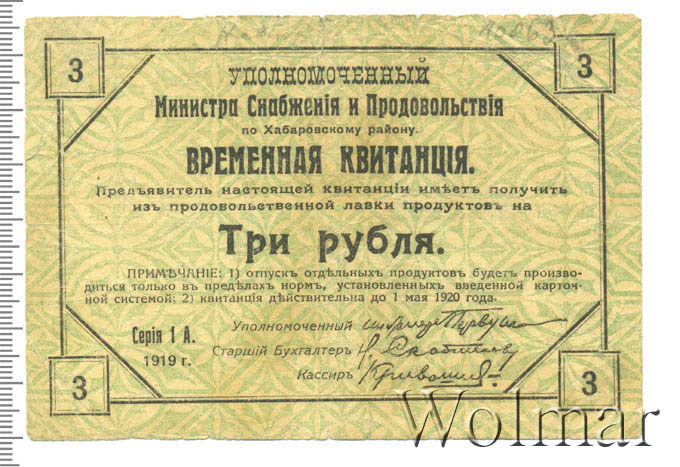 3 3
УПОЛНОМОЧЕННЫЙ
Министра Снабженія и Продовольствія
по Хабаровскому району.
ВРЕМЕННАЯ КВИТАНЦІЯ.
Предъявитель настоящей квитанціи имѣетъ получить
изъ продовольственной лавки продуктовъ на
Три рубля.
ПРИМѢЧАНІЕ: 1) отпускъ отдѣльныхъ продуктовъ будетъ произво-
диться только въ предѣлахъ нормъ, установленныхъ введенной карточ-
ной системой; 2) квитанція дѣйствительна до 1 мая 1920 года.
Уполномоченный
Серія 1 А.
Старшій Бухгалтеръ
1919 г.
Кассиръ
3 3
Wolmar